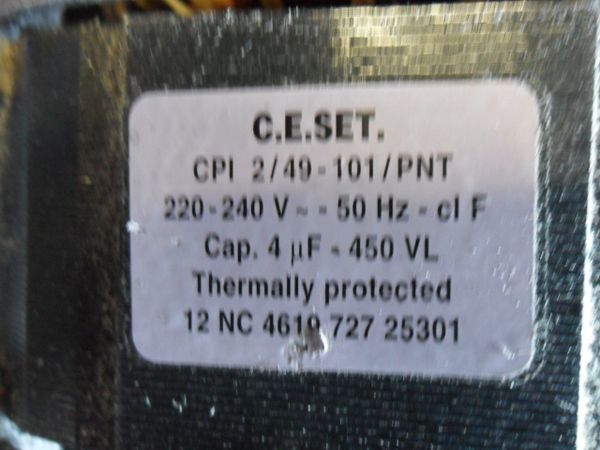 C.E.SET.
CPI 2/49-101/PNT
220-240 V ~ - 50 Hz - cl F
Cap. 4 µF - 450 VL
Thermally protected
12 NC 4619 727 25301